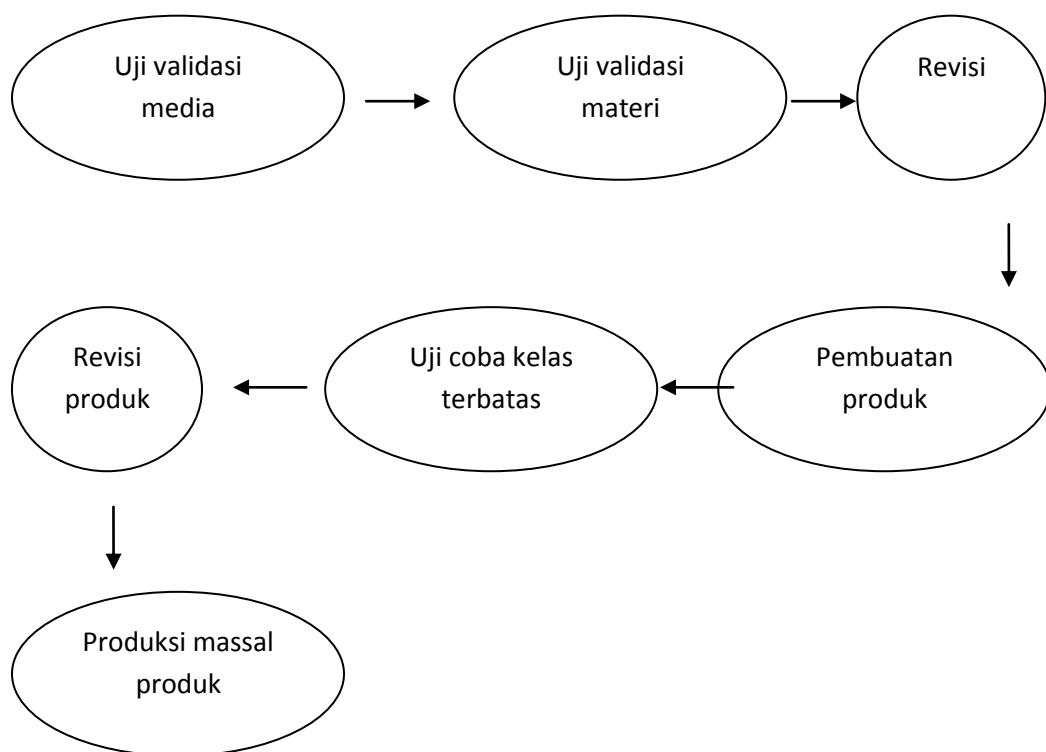 Uji validasi
media
Uji validasi
materi
Revisi
Revisi
produk
Uji coba kelas
terbatas
Pembuatan
produk
Produksi massal
produk